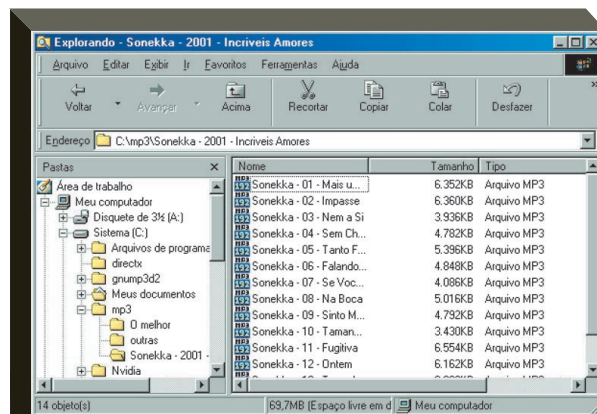 Explorando - Sonekka - 2001 - Incriveis Amores
Arquivo Editar Exibir Ir Favoritos Ferramentas Ajuda
Voltar Avançar Acima Recortar Copiar Colar Desfazer
Endereço C:\mp3\Sonekka - 2001 - Incriveis Amores
Pastas
Área de trabalho
Meu computador
Disquete de 3½ (A:)
Sistema (C:)
Arquivos de programa
directx
gnump3d2
Meus documentos
mp3
O melhor
outras
Sonekka - 2001 -
Nvidia
Nome Tamanho Tipo
Sonekka - 01 - Mais u... 6.352KB Arquivo MP3
Sonekka - 02 - Impasse 6.360KB Arquivo MP3
Sonekka - 03 - Nem a Si 3.936KB Arquivo MP3
Sonekka - 04 - Sem Ch... 4.782KB Arquivo MP3
Sonekka - 05 - Tanto F... 5.396KB Arquivo MP3
Sonekka - 06 - Falando... 4.848KB Arquivo MP3
Sonekka - 07 - Se Voc... 4.086KB Arquivo MP3
Sonekka - 08 - Na Boca 5.016KB Arquivo MP3
Sonekka - 09 - Sinto M... 4.792KB Arquivo MP3
Sonekka - 10 - Taman... 3.430KB Arquivo MP3
Sonekka - 11 - Fugitiva 6.554KB Arquivo MP3
Sonekka - 12 - Ontem 6.162KB Arquivo MP3
14 objeto(s) 69,7MB (Espaço livre em d Meu computador